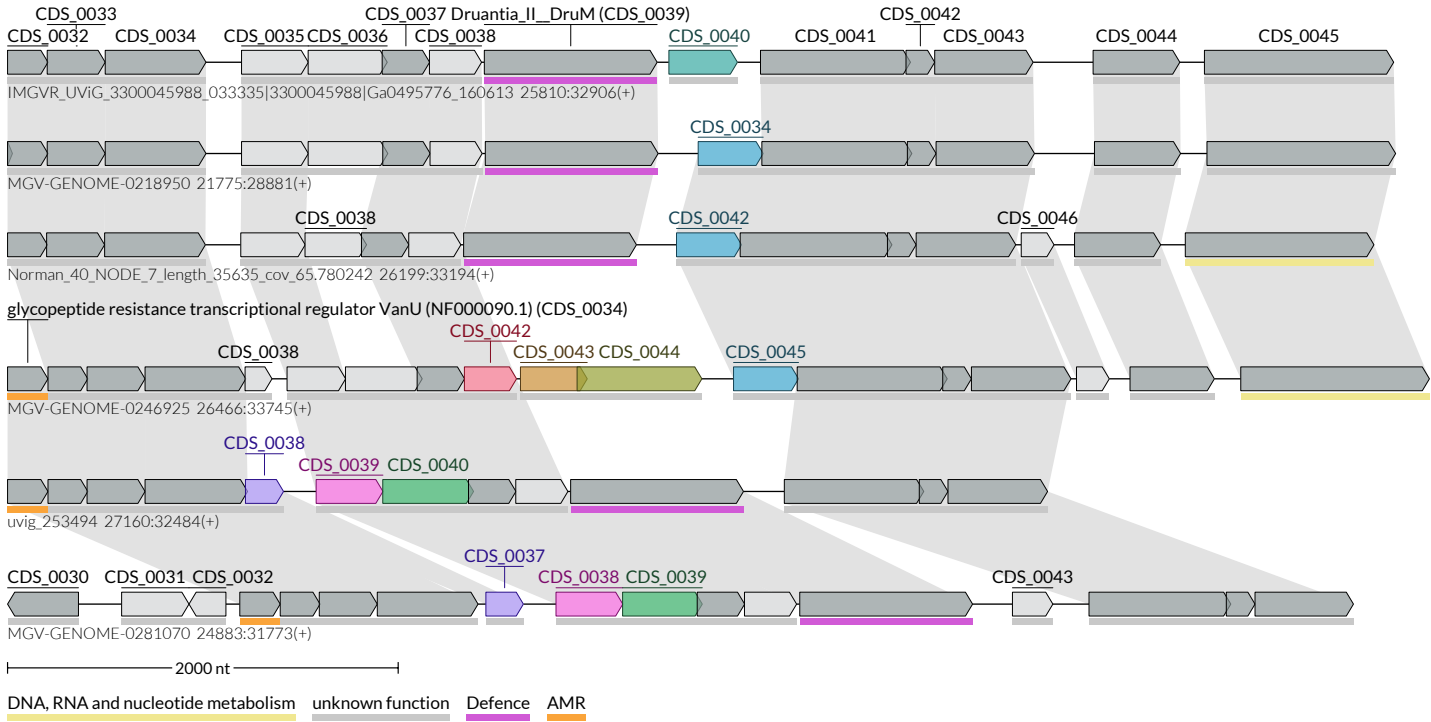 CDS_0033
CDS_0037 Druantia_II__DruM (CDS_0039)
CDS_0042
CDS_0032 CDS_0034 CDS_0035 CDS_0036 CDS_0038 CDS_0040 CDS_0041 CDS_0043 CDS_0044 CDS_0045
IMGVR_UViG_3300045988_033335|3300045988|Ga0495776_160613 25810:32906(+)
CDS_0034
MGV-GENOME-0218950 21775:28881(+)
CDS_0038 CDS_0042 CDS_0046
Norman_40_NODE_7_length_35635_cov_65.780242 26199:33194(+)
glycopeptide resistance transcriptional regulator VanU (NF000090.1) (CDS_0034)
CDS_0042
CDS_0038 CDS_0043 CDS_0044 CDS_0045
MGV-GENOME-0246925 26466:33745(+)
CDS_0038
CDS_0039 CDS_0040
uvig_253494 27160:32484(+)
CDS_0037
CDS_0030 CDS_0031 CDS_0032 CDS_0038 CDS_0039 CDS_0043
MGV-GENOME-0281070 24883:31773(+)
2000 nt
DNA, RNA and nucleotide metabolism unknown function Defence AMR